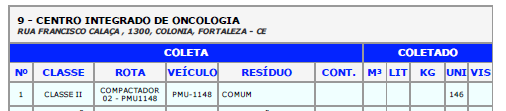 9 - CENTRO INTEGRADO DE ONCOLOGIA
RUA FRANCISCO CALAÇA , 1300, COLONIA, FORTALEZA - CE
COLETA COLETADO
Nº CLASSE ROTA VEÍCULO RESÍDUO CONT. M³ LIT KG UNI VIS
1 CLASSE II COMPACTADOR 02 - PMU1148 PMU-1148 COMUM 146